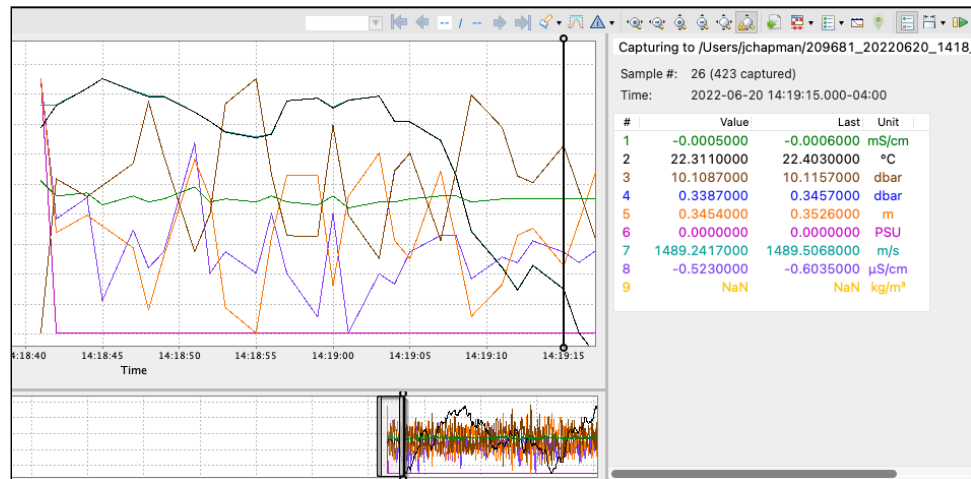 -- / --
Capturing to /Users/jchapman/209681_20220620_1418_
Sample #: 26 (423 captured)
Time: 2022-06-20 14:19:15.000-04:00
# Value Last Unit
1 -0.0005000 -0.0006000 mS/cm
2 22.3110000 22.4030000 °C
3 10.1087000 10.1157000 dbar
4 0.3387000 0.3457000 dbar
5 0.3454000 0.3526000 m
6 0.0000000 0.0000000 PSU
7 1489.2417000 1489.5068000 m/s
8 -0.5230000 -0.6035000 µS/cm
9 NaN NaN kg/m³
14:18:40 14:18:45 14:18:50 14:18:55 14:19:00 14:19:05 14:19:10 14:19:15
Time